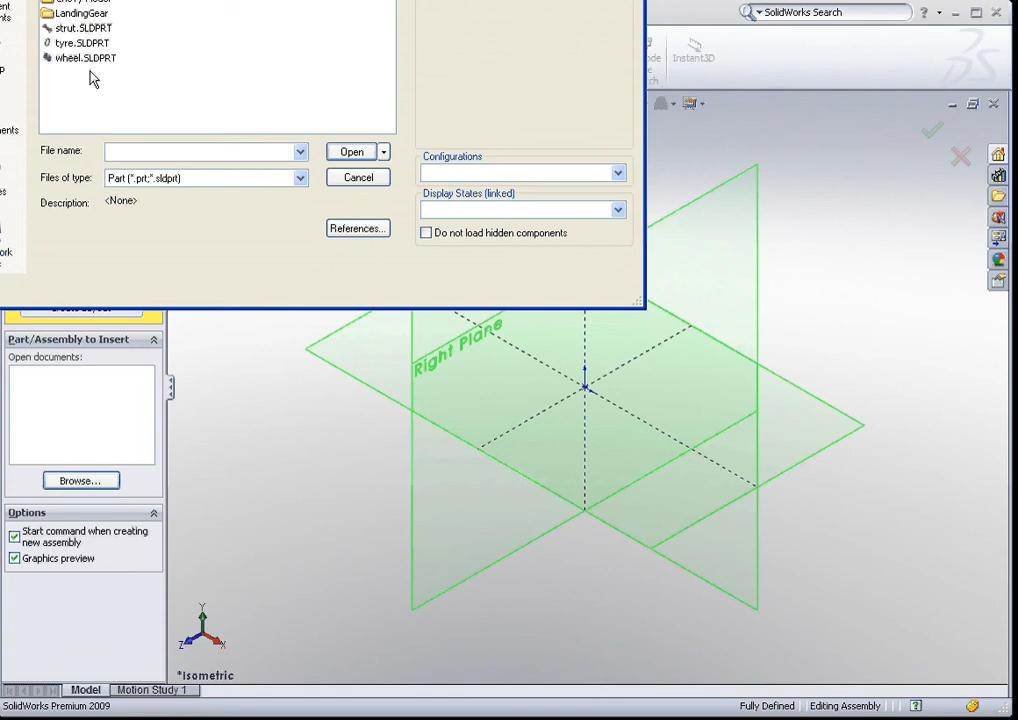 SolidWorks Search
LandingGear
strut.SLDPRT
tyre.SLDPRT
wheel.SLDPRT
Instant3D
File name:
Open
Files of type:
Part (*.prt;*.sldprt)
Cancel
Description:
<None>
References...
Configurations
Display States (linked)
Do not load hidden components
Part/Assembly to Insert
Open documents:
Browse...
Options
Start command when creating
new assembly
Graphics preview
Right Plane
Y
Z
X
*Isometric
Model
Motion Study 1
SolidWorks Premium 2009
Fully Defined
Editing Assembly